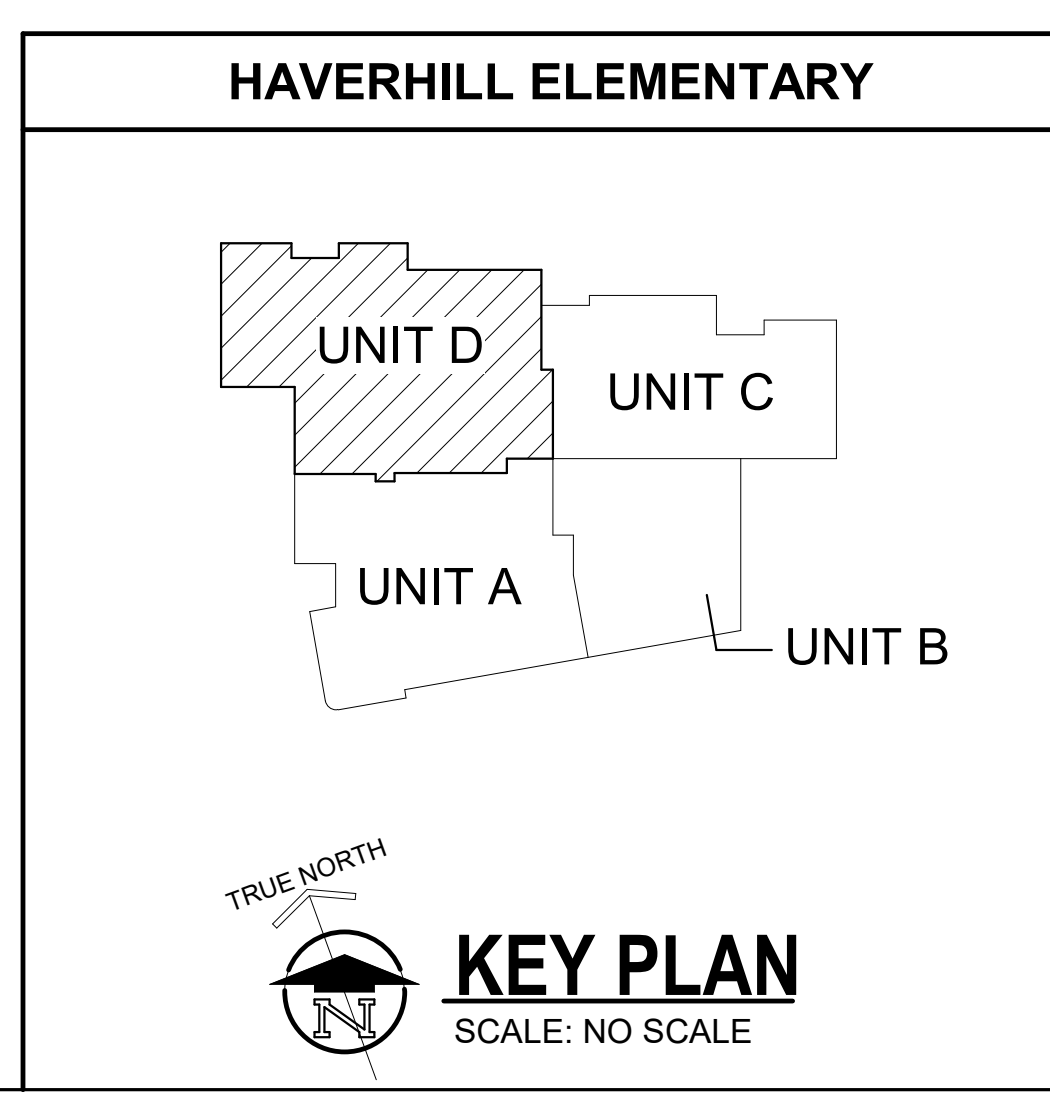 HAVERHILL ELEMENTARY
UNIT D
UNIT C
UNIT A
UNIT B
TRUE NORTH
N
KEY PLAN
SCALE: NO SCALE